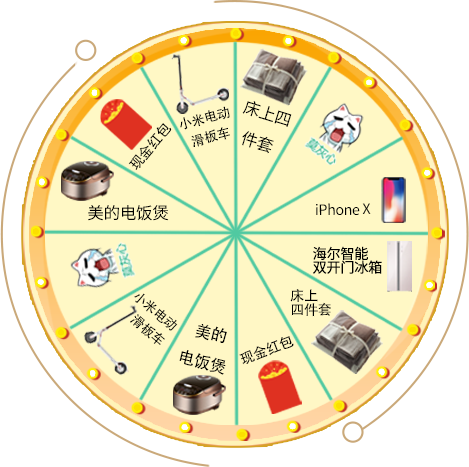 床上四
件套
莫灰心
iPhone X
海尔智能
双开门冰箱
床上
四件套
现金红包
美的
电饭煲
小米电动
滑板车
莫灰心
美的电饭煲
现金红包
小米电动
滑板车